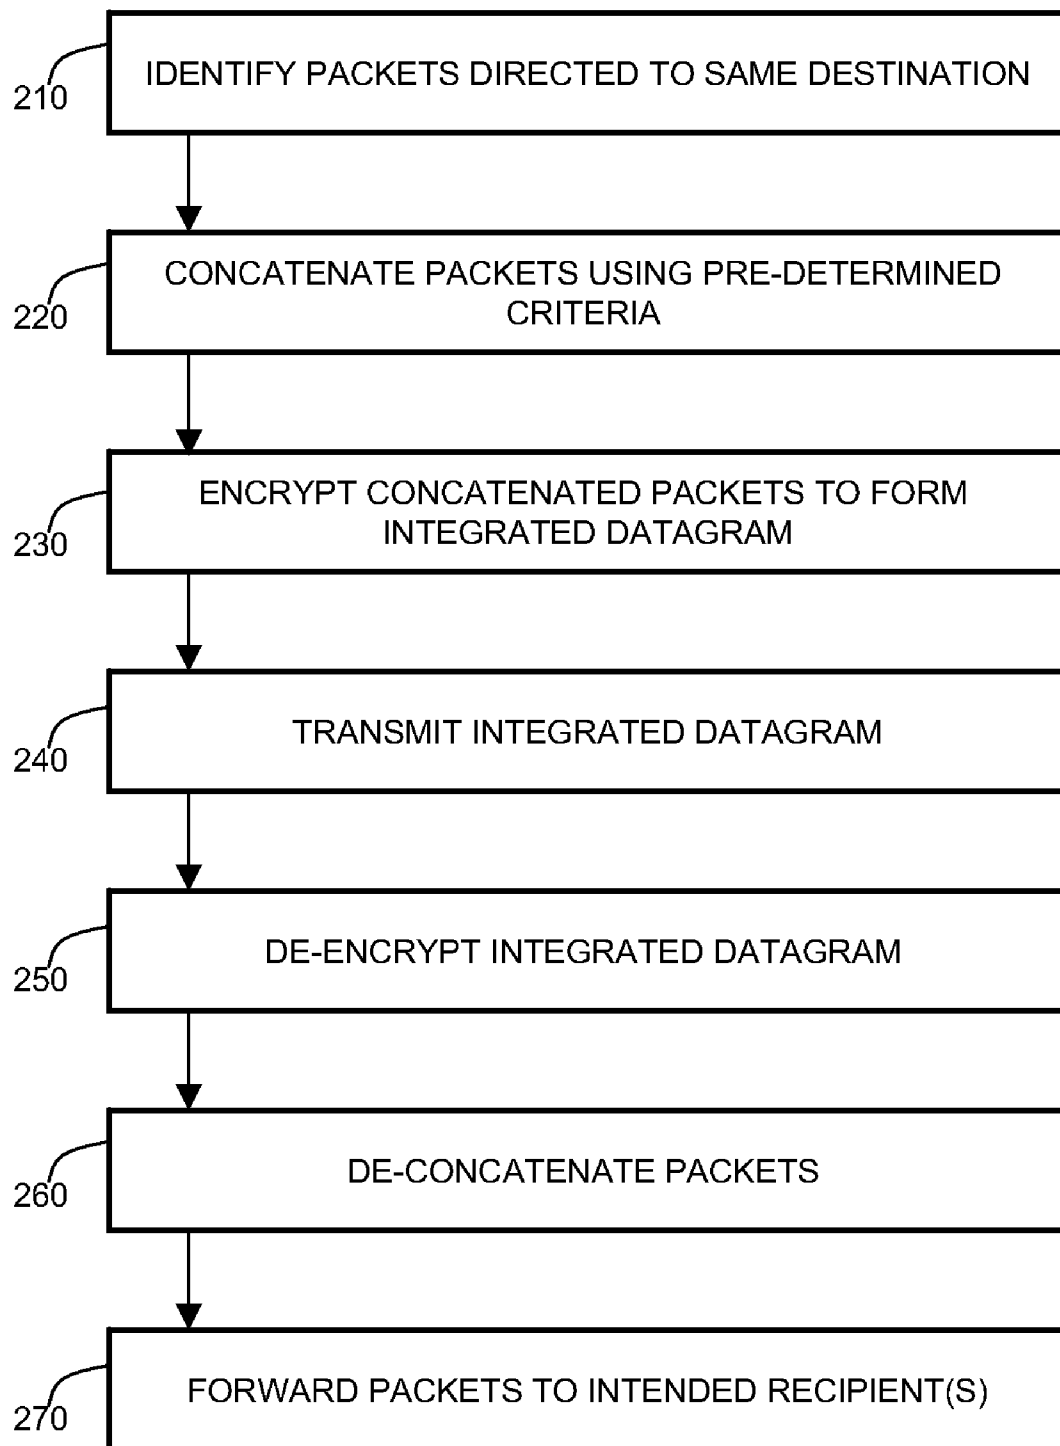 IDENTIFY PACKETS DIRECTED TO SAME DESTINATION
210
CONCATENATE PACKETS USING PRE-DETERMINED
CRITERIA
220
ENCRYPT CONCATENATED PACKETS TO FORM
INTEGRATED DATAGRAM
230
TRANSMIT INTEGRATED DATAGRAM
240
DE-ENCRYPT INTEGRATED DATAGRAM
250
DE-CONCATENATE PACKETS
260
FORWARD PACKETS TO INTENDED RECIPIENT(S)
270